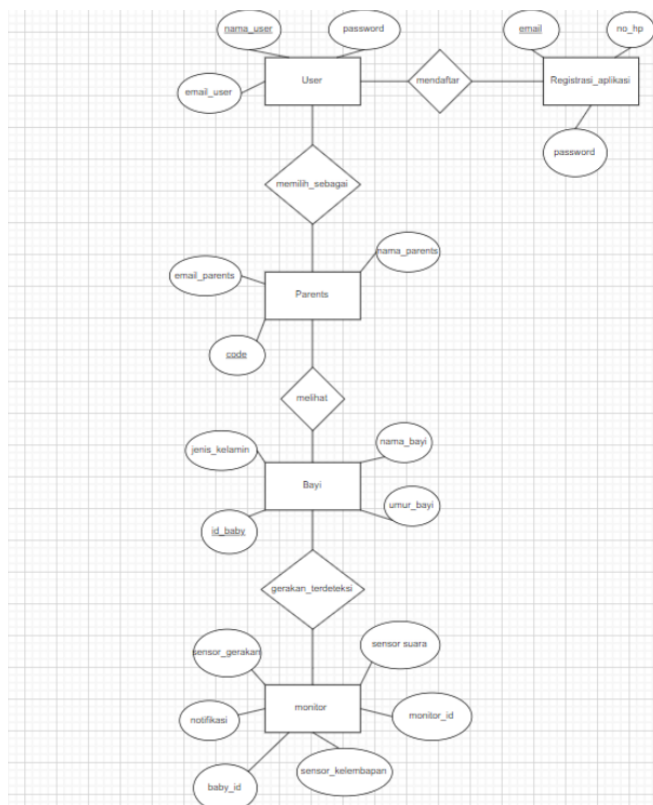 nama_user
password
email
no_hp
User
mendaftar
Registrasi_aplikasi
email_user
password
memilih_sebagai
nama_parents
email_parents
Parents
code
melihat
jenis_kelamin
nama_bayi
Bayi
umur_bayi
id_baby
gerakan_terdeteksi
sensor_gerakan
sensor suara
notifikasi
monitor
monitor_id
baby_id
sensor_kelembapan